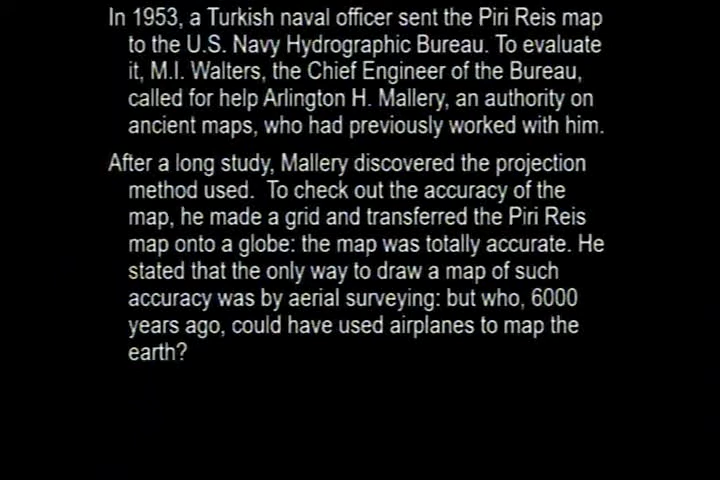 In 1953, a Turkish naval officer sent the Piri Reis map
to the U.S. Navy Hydrographic Bureau. To evaluate
it, M.I. Walters, the Chief Engineer of the Bureau,
called for help Arlington H. Mallery, an authority on
ancient maps, who had previously worked with him.
After a long study, Mallery discovered the projection
method used. To check out the accuracy of the
map, he made a grid and transferred the Piri Reis
map onto a globe: the map was totally accurate. He
stated that the only way to draw a map of such
accuracy was by aerial surveying: but who, 6000
years ago, could have used airplanes to map the
earth?